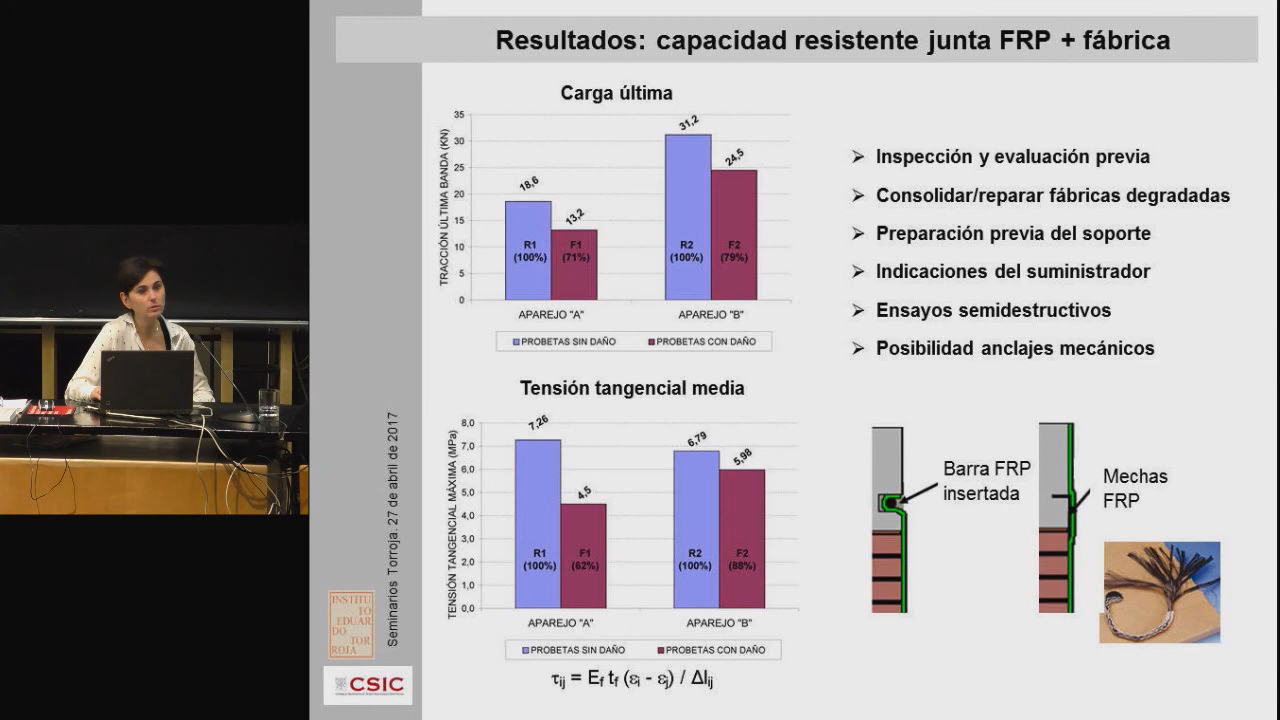 Resultados: capacidad resistente junta FRP + fábrica
Carga última
TRACCIÓN ÚLTIMA BANDA (KN)
35
30
25
20
15
10
5
0
18,6
13,2
31,2
24,5
R1
(100%)
F1
(71%)
R2
(100%)
F2
(79%)
APAREJO "A"
APAREJO "B"
PROBETAS SIN DAÑO
PROBETAS CON DAÑO
Tensión tangencial media
TENSIÓN TANGENCIAL MÁXIMA (MPa)
8,0
7,0
6,0
5,0
4,0
3,0
2,0
1,0
0,0
7,26
4,5
6,79
5,98
R1
(100%)
F1
(62%)
R2
(100%)
F2
(88%)
APAREJO "A"
APAREJO "B"
PROBETAS SIN DAÑO
PROBETAS CON DAÑO
τij = Ef tf (εi - εj) / Δlij
Inspección y evaluación previa
Consolidar/reparar fábricas degradadas
Preparación previa del soporte
Indicaciones del suministrador
Ensayos semidestructivos
Posibilidad anclajes mecánicos
Barra FRP
insertada
Mechas
FRP
Seminarios Torroja. 27 de abril de 2017
INSTITU
TO
EDUAR
DO
TOR
ROJA
CSIC